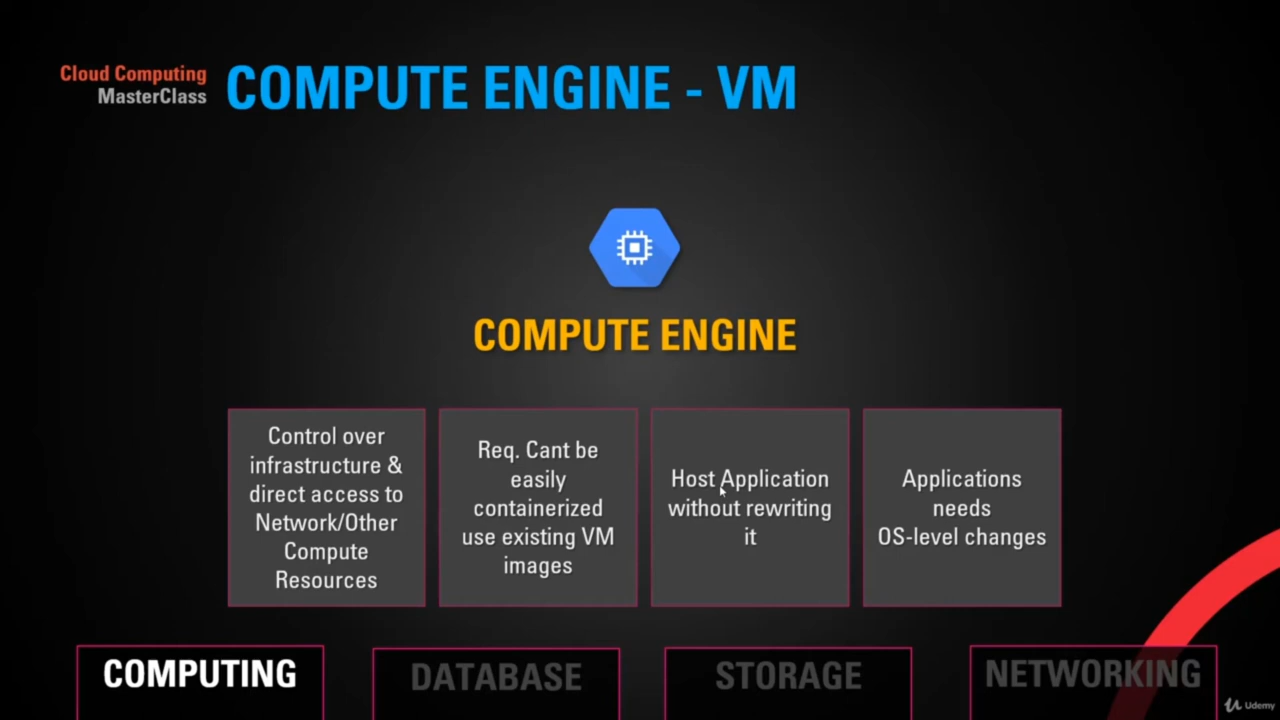 Cloud Computing
MasterClass
COMPUTE ENGINE - VM
COMPUTE ENGINE
Control over
infrastructure &
direct access to
Network/Other
Compute
Resources
Req. Cant be
easily
containerized
use existing VM
images
Host Application
without rewriting
it
Applications
needs
OS-level changes
COMPUTING
DATABASE
STORAGE
NETWORKING
Udemy